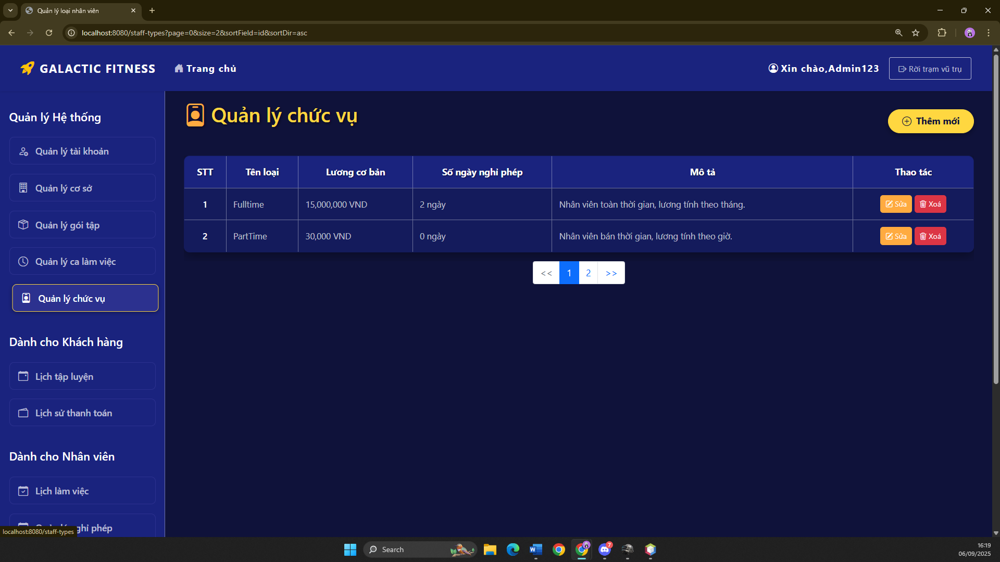 Quản lý loại nhân viên
localhost:8080/staff-types?page=0&size=2&sortField=id&sortDir=asc
GALACTIC FITNESS
Trang chủ
Xin chào,Admin123
Rời trạm vũ trụ
Quản lý Hệ thống
Quản lý tài khoản
Quản lý cơ sở
Quản lý gói tập
Quản lý ca làm việc
Quản lý chức vụ
Dành cho Khách hàng
Lịch tập luyện
Lịch sử thanh toán
Dành cho Nhân viên
Lịch làm việc
ghỉ phép
localhost:8080/staff-types
Quản lý chức vụ
Thêm mới
STT Tên loại Lương cơ bản Số ngày nghỉ phép Mô tả Thao tác
1 Fulltime 15,000,000 VND 2 ngày Nhân viên toàn thời gian, lương tính theo tháng. Sửa Xoá
2 PartTime 30,000 VND 0 ngày Nhân viên bán thời gian, lương tính theo giờ. Sửa Xoá
<< 1 2 >>
Search
7
16:19
06/09/2025